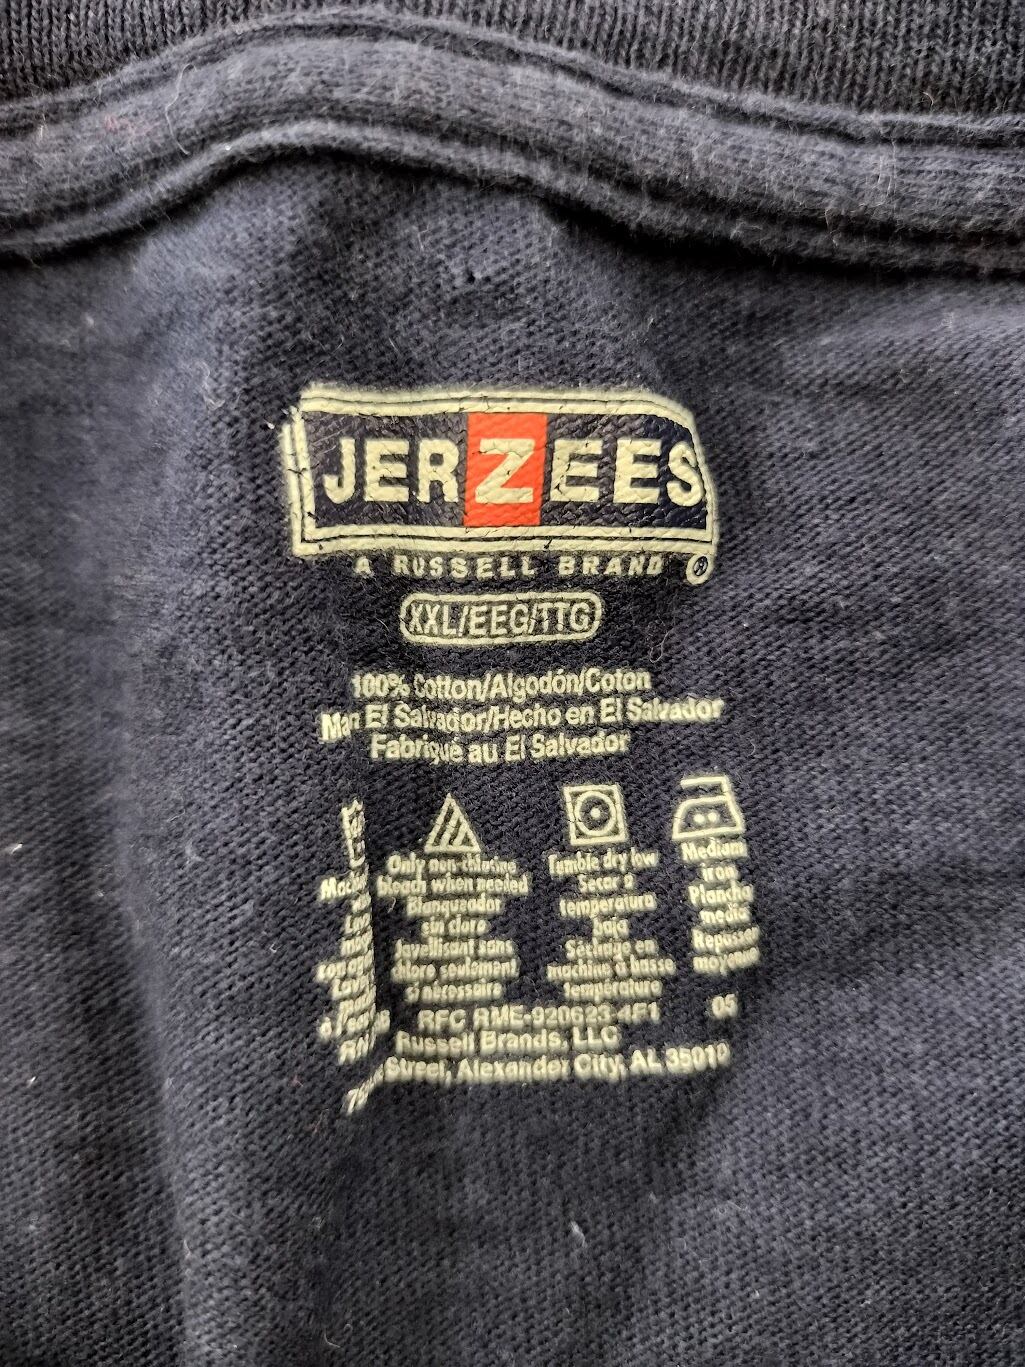 JERZEES
A RUSSELL BRAND ®
XXL/EEG/TTG
100% Cotton/Algodón/Coton
El Salvador/Hecho en El Salvador
Fabriqué au El Salvador
Only non-chlorine
bleach when needed
Blanqueador
sin cloro
sans
chlore seulement
si nécessaire
Tumble dry low
Secar a
temperatura
baja
Séchage en
machine à basse
température
Medium
iron
Plancha
media
Repassage
RFC RME-920623-4F1
05
Russell Brands, LLC
Street, Alexander City, AL 35010